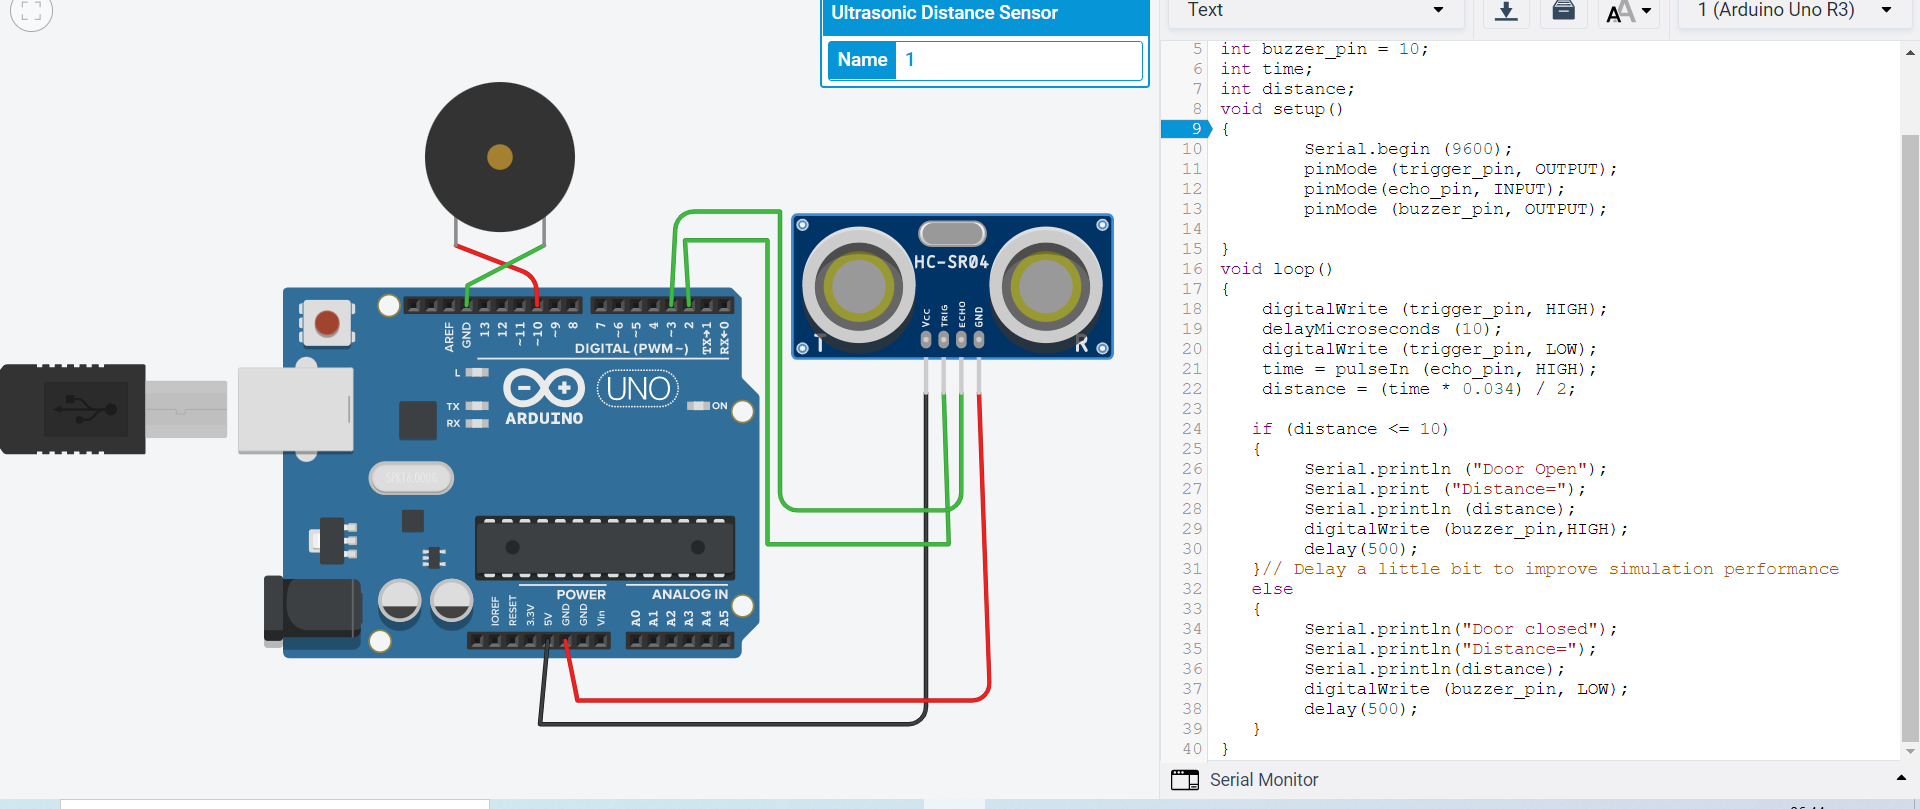 Ultrasonic Distance Sensor
Name 1
Text
1 (Arduino Uno R3)
AREF
GND
13
12
~11
~10
~9
8
7
~6
~5
4
~3
2
TX→1
RX←0
DIGITAL (PWM~)
L
TX
RX
ARDUINO
UNO
ON
SPK16.000G
POWER
ANALOG IN
IOREF
RESET
3.3V
5V
GND
GND
Vin
A0
A1
A2
A3
A4
A5
HC-SR04
Vcc
TRIG
ECHO
GND
T
R
5 int buzzer_pin = 10;
6 int time;
7 int distance;
8 void setup()
9 {
10 Serial.begin (9600);
11 pinMode (trigger_pin, OUTPUT);
12 pinMode(echo_pin, INPUT);
13 pinMode (buzzer_pin, OUTPUT);
14
15 }
16 void loop()
17 {
18 digitalWrite (trigger_pin, HIGH);
19 delayMicroseconds (10);
20 digitalWrite (trigger_pin, LOW);
21 time = pulseIn (echo_pin, HIGH);
22 distance = (time * 0.034) / 2;
23
24 if (distance <= 10)
25 {
26 Serial.println ("Door Open");
27 Serial.print ("Distance=");
28 Serial.println (distance);
29 digitalWrite (buzzer_pin,HIGH);
30 delay(500);
31 }// Delay a little bit to improve simulation performance
32 else
33 {
34 Serial.println("Door closed");
35 Serial.println("Distance=");
36 Serial.println(distance);
37 digitalWrite (buzzer_pin, LOW);
38 delay(500);
39 }
40 }
Serial Monitor